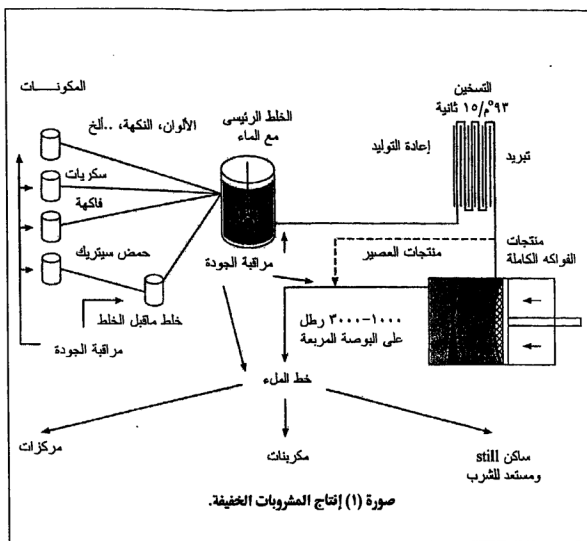 المكونـــات
الألوان، النكهة، ..ألخ
سكريات
فاكهة
حمض سيتريك
خلط ماقبل الخلط
مراقبة الجودة
الخلط الرئيسى
مع الماء
مراقبة الجودة
إعادة التوليد
التسخين
٩٣°م/١٥ ثانية
تبريد
منتجات العصير
منتجات
الفواكه الكاملة
١٠٠٠-٣٠٠٠ رطل
على البوصة المربعة
خط الملء
مركزات
مكربنات
ساكن still
ومستعد للشرب
صورة (١) إنتاج المشروبات الخفيفة.